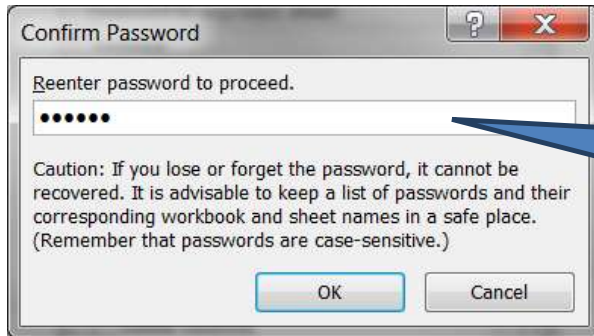 Confirm Password
Reenter password to proceed.
••••••
Caution: If you lose or forget the password, it cannot be
recovered. It is advisable to keep a list of passwords and their
corresponding workbook and sheet names in a safe place.
(Remember that passwords are case-sensitive.)
OK Cancel